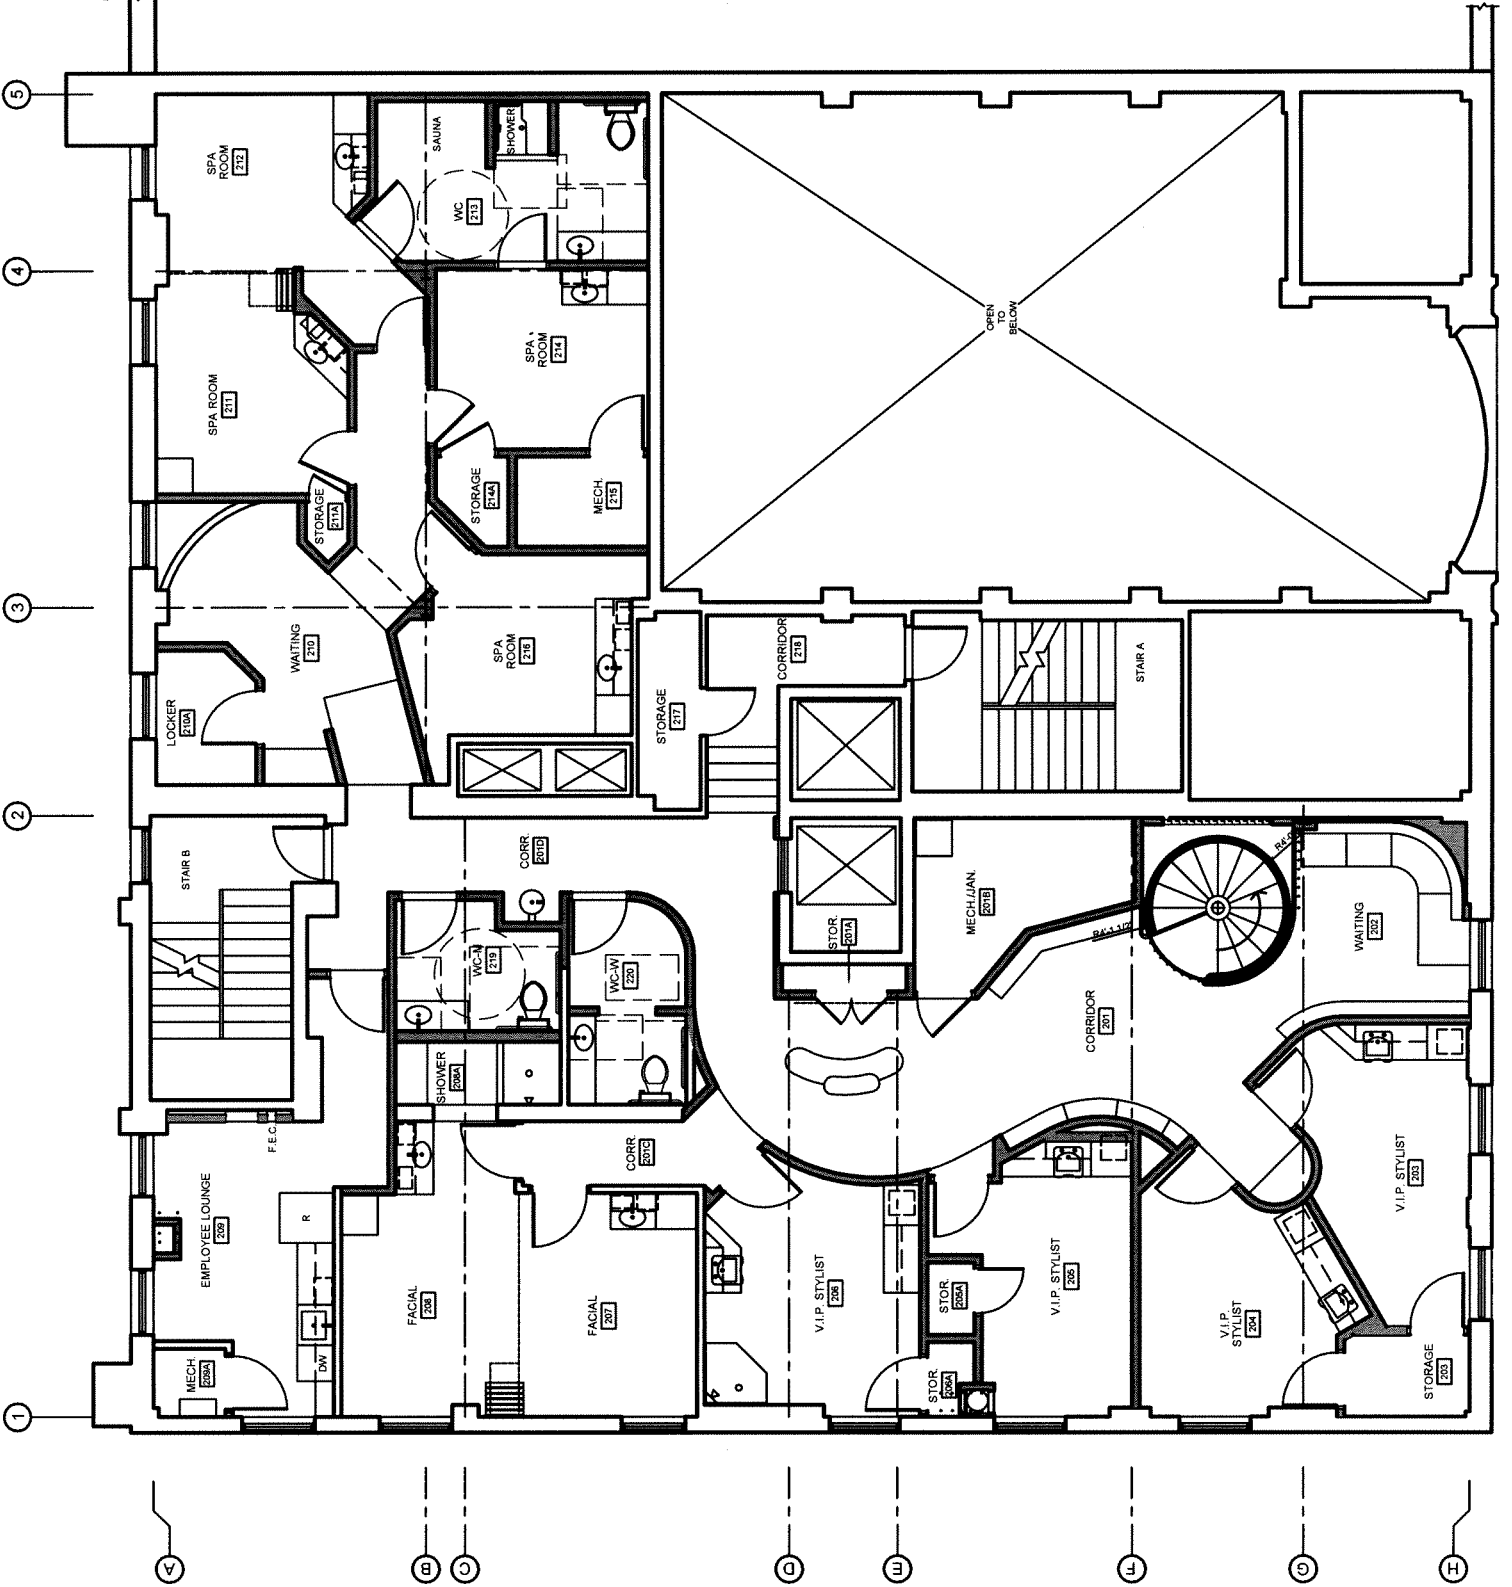 5
4
3
2
1
A
B
C
D
E
F
G
H
SPA
ROOM
212
SAUNA
SHOWER
WC
213
SPA ROOM
211
SPA
ROOM
214
STORAGE
211A
STORAGE
214A
MECH.
215
OPEN
TO
BELOW
WAITING
210
LOCKER
210A
SPA
ROOM
216
STORAGE
217
CORRIDOR
218
STAIR A
STAIR B
CORR.
201D
STOR.
201A
MECH./JAN.
201B
R4'-1 1/2
WAITING
202
WC-M
219
WC-W
220
SHOWER
208A
CORRIDOR
201
F.E.C.
EMPLOYEE LOUNGE
209
R
DW
MECH.
209A
CORR.
201C
FACIAL
208
FACIAL
207
V.I.P. STYLIST
206
STOR.
205A
STOR.
206A
V.I.P. STYLIST
205
V.I.P.
STYLIST
204
V.I.P. STYLIST
203
STORAGE
203